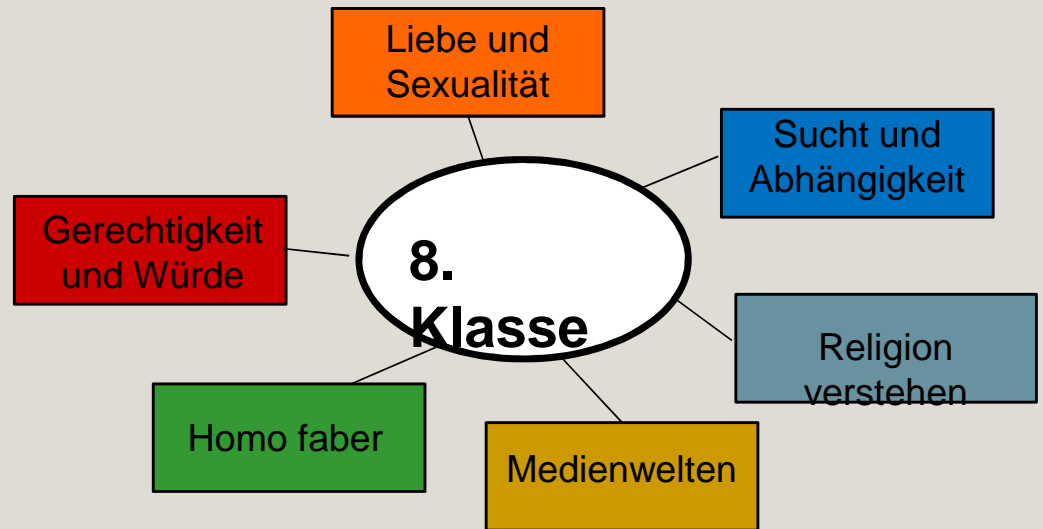 Liebe und
Sexualität
Sucht und
Abhängigkeit
Gerechtigkeit
und Würde
8.
Klasse
Religion
verstehen
Homo faber
Medienwelten